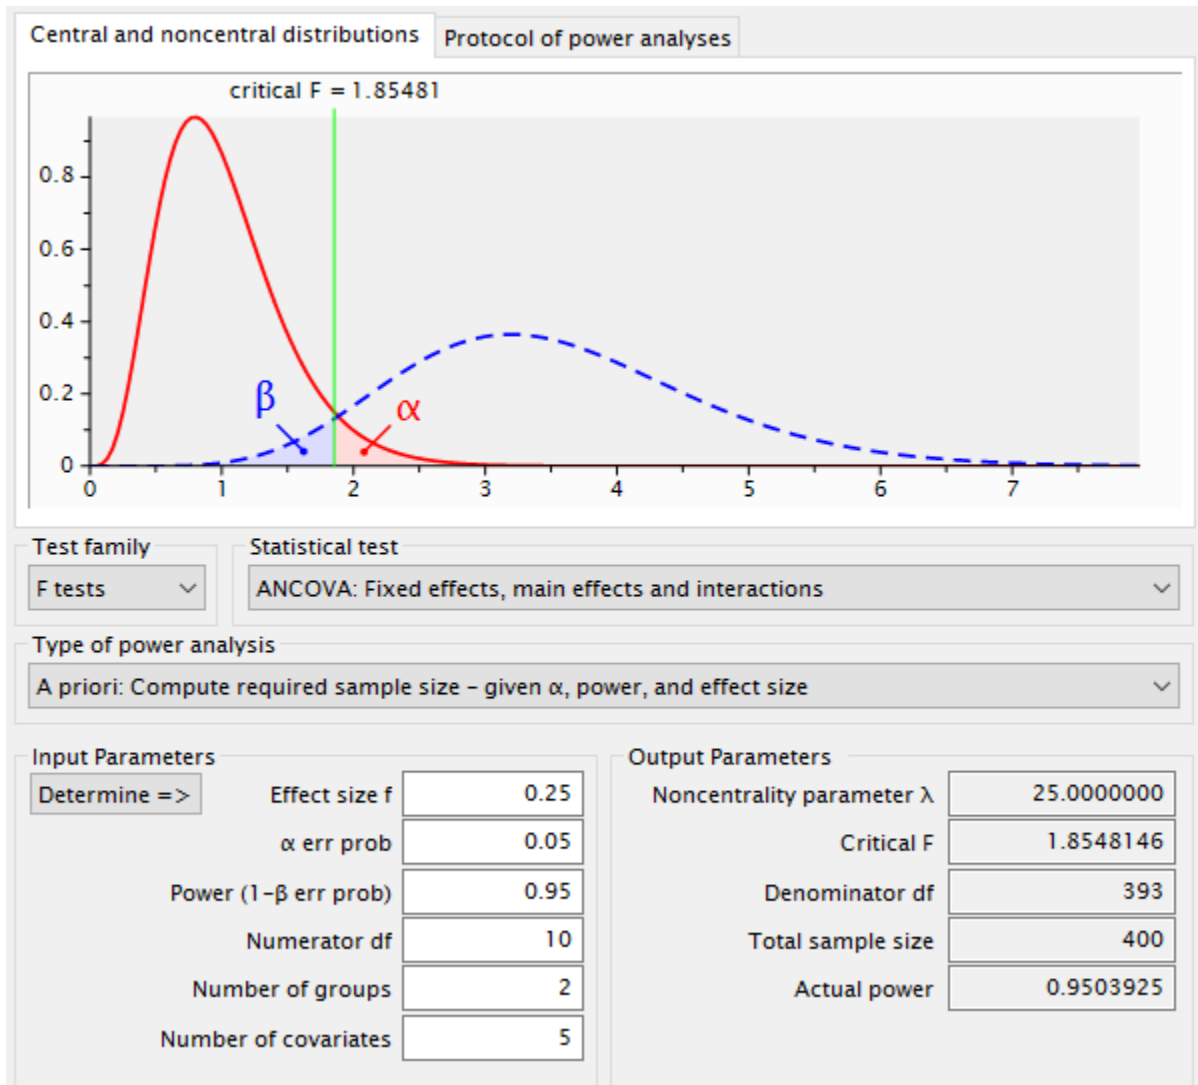 Central and noncentral distributions
Protocol of power analyses
critical F = 1.85481
0.8
0.6
0.4
0.2
0
β
α
0 1 2 3 4 5 6 7
Test family
Statistical test
F tests
ANCOVA: Fixed effects, main effects and interactions
Type of power analysis
A priori: Compute required sample size – given α, power, and effect size
Input Parameters
Output Parameters
Determine =>
Effect size f 0.25
Noncentrality parameter λ 25.0000000
α err prob 0.05
Critical F 1.8548146
Power (1–β err prob) 0.95
Denominator df 393
Numerator df 10
Total sample size 400
Number of groups 2
Actual power 0.9503925
Number of covariates 5